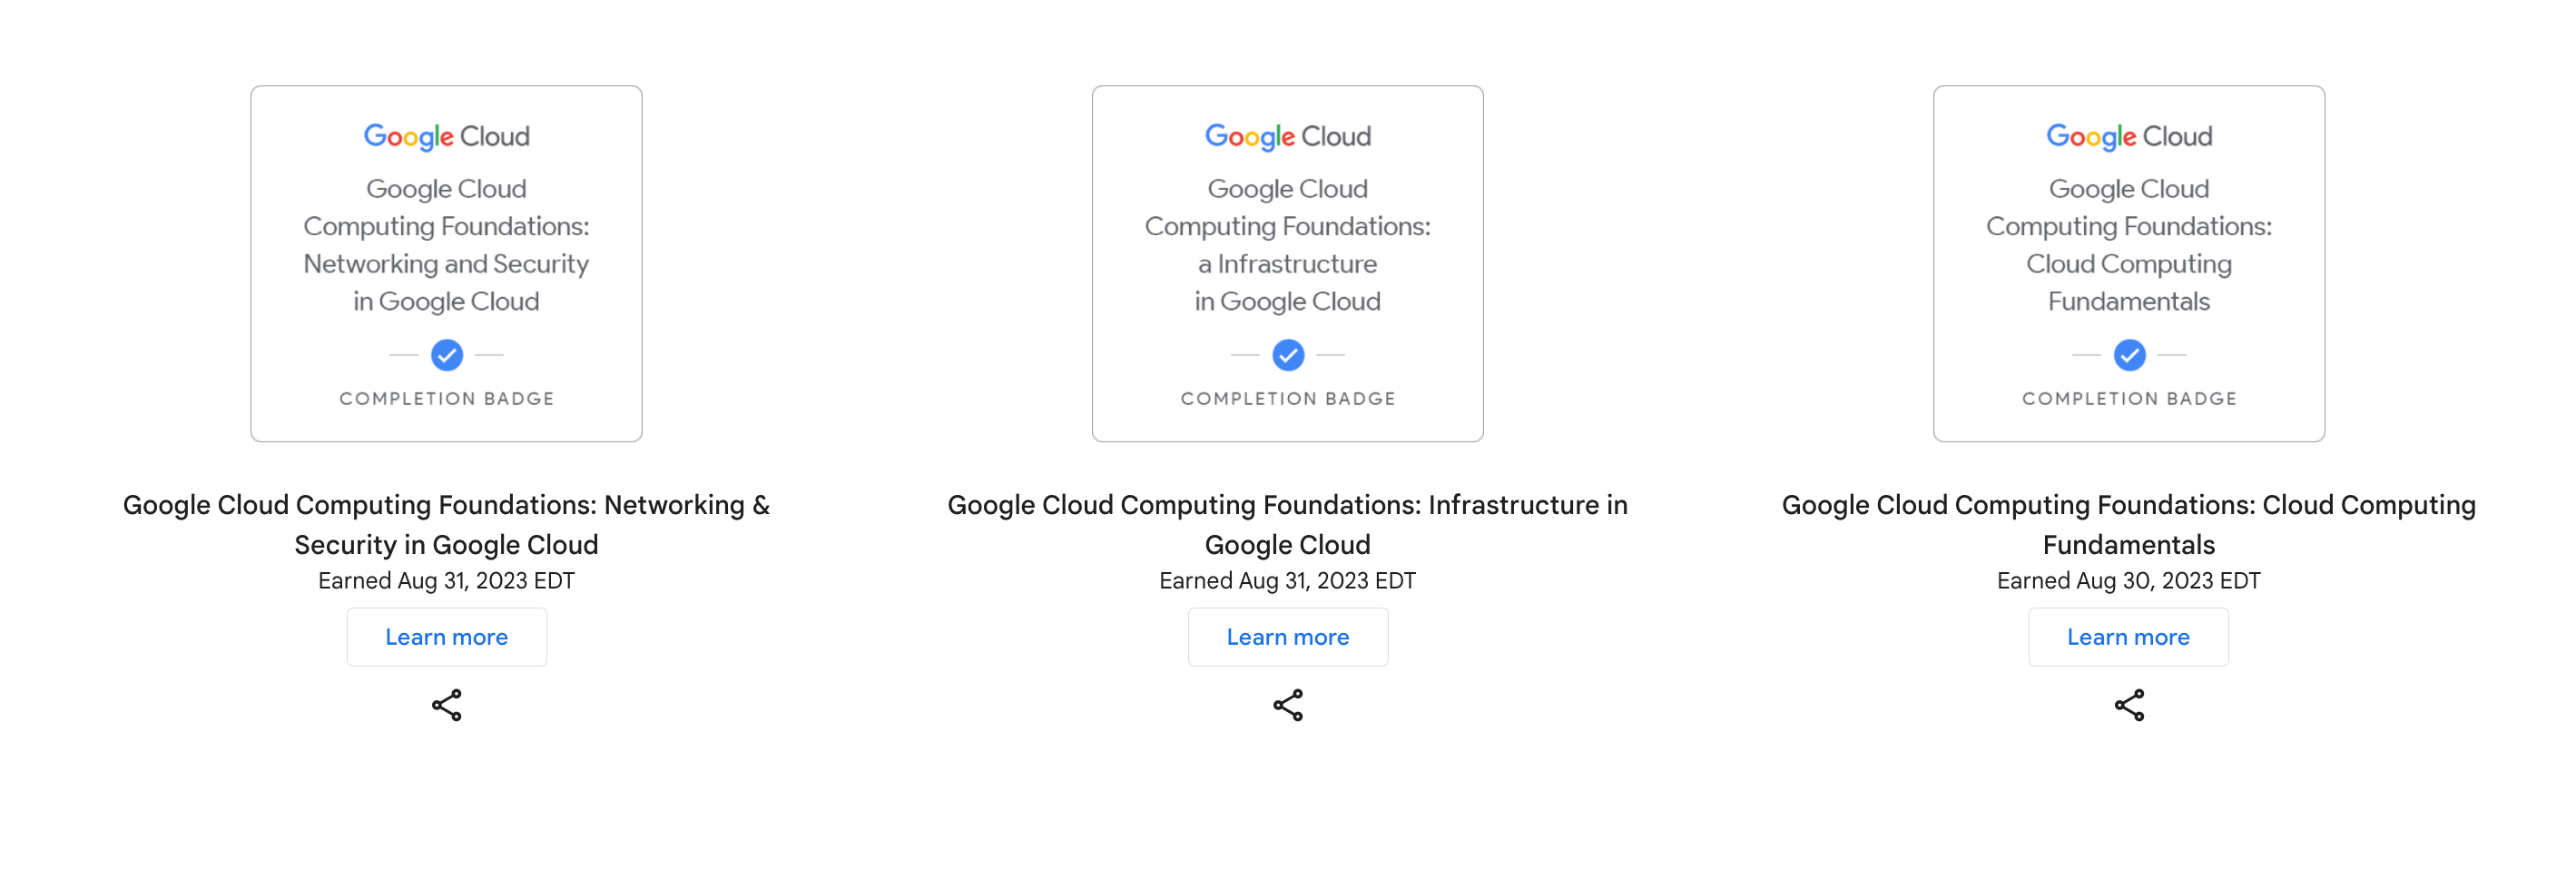 Google Cloud
Google Cloud
Computing Foundations:
Networking and Security
in Google Cloud
COMPLETION BADGE
Google Cloud Computing Foundations: Networking &
Security in Google Cloud
Earned Aug 31, 2023 EDT
Learn more
Google Cloud
Google Cloud
Computing Foundations:
a Infrastructure
in Google Cloud
COMPLETION BADGE
Google Cloud Computing Foundations: Infrastructure in
Google Cloud
Earned Aug 31, 2023 EDT
Learn more
Google Cloud
Google Cloud
Computing Foundations:
Cloud Computing
Fundamentals
COMPLETION BADGE
Google Cloud Computing Foundations: Cloud Computing
Fundamentals
Earned Aug 30, 2023 EDT
Learn more